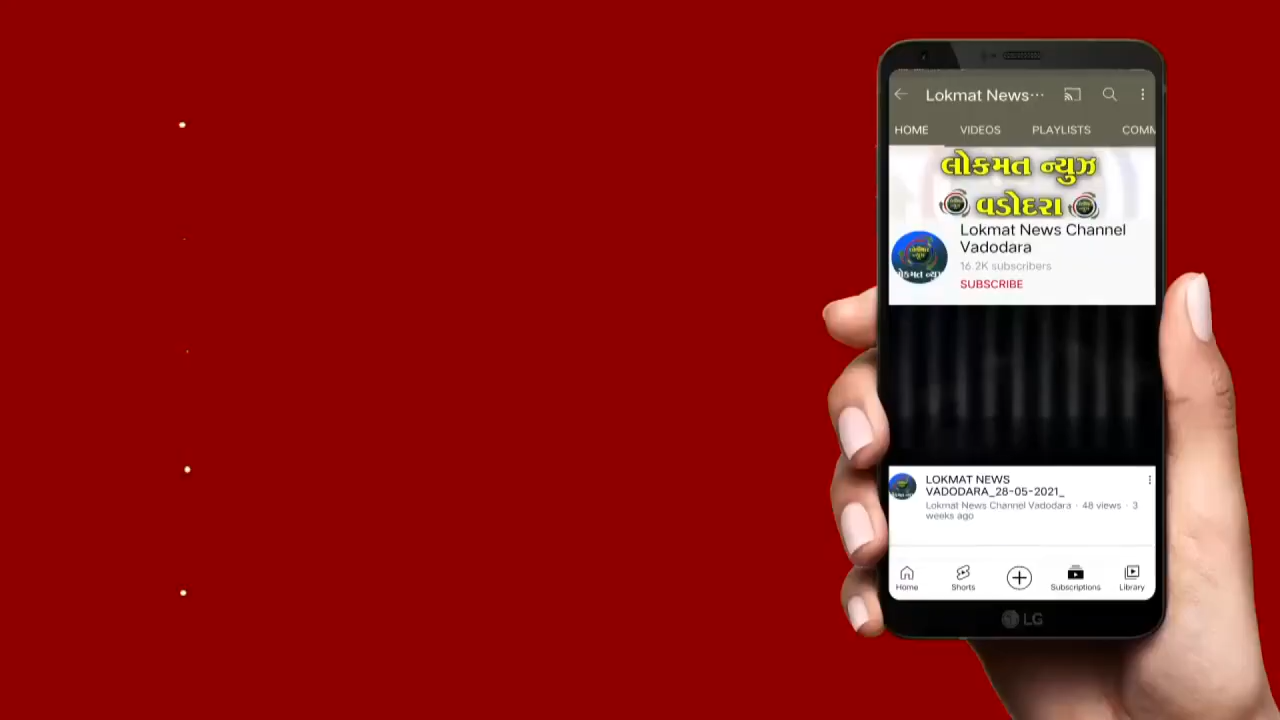 Lokmat News...
HOME VIDEOS PLAYLISTS COMM
લોકમત ન્યુઝ
વડોદરા
Lokmat News Channel
Vadodara
16.2K subscribers
SUBSCRIBE
લોકમત ન્યુઝ
LOKMAT NEWS
VADODARA_28-05-2021_
Lokmat News Channel Vadodara · 48 views · 3
weeks ago
Home Shorts Subscriptions Library
LG